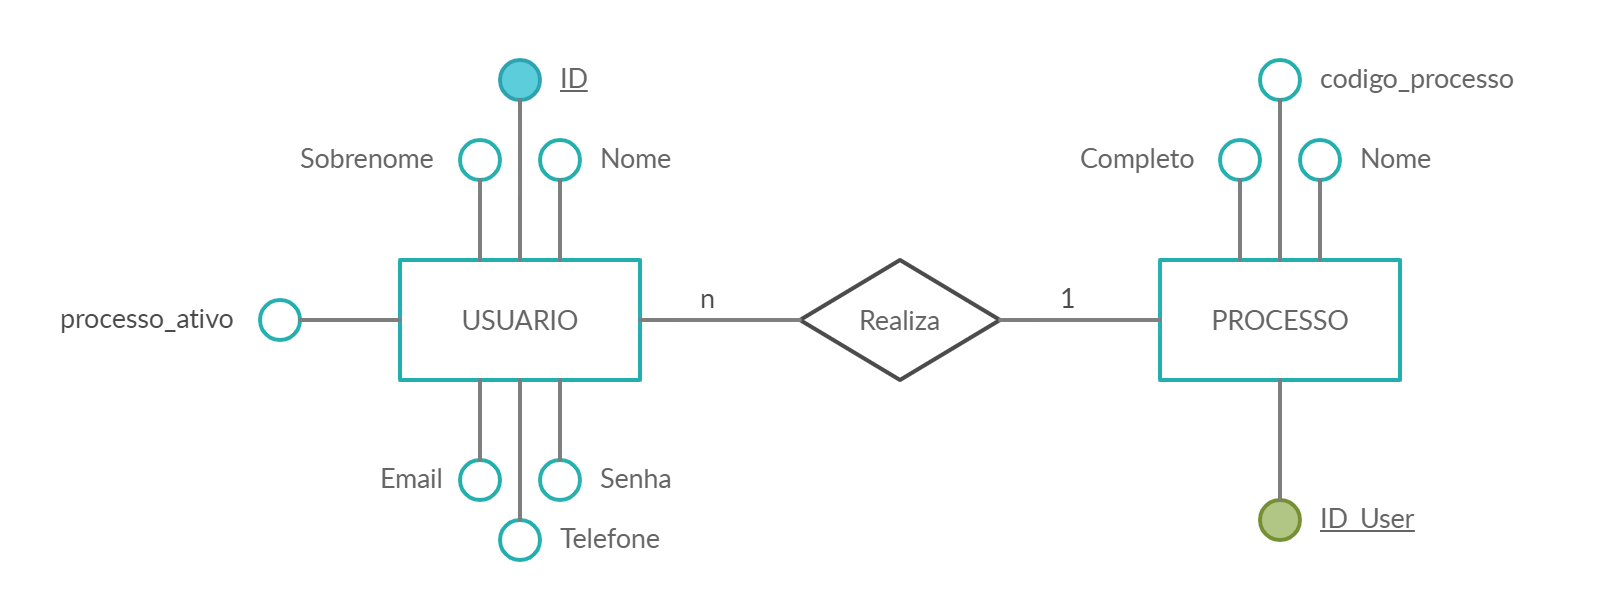 ID
codigo_processo
Sobrenome
Nome
Completo
Nome
n
1
processo_ativo
USUARIO
Realiza
PROCESSO
Email
Senha
Telefone
ID_User